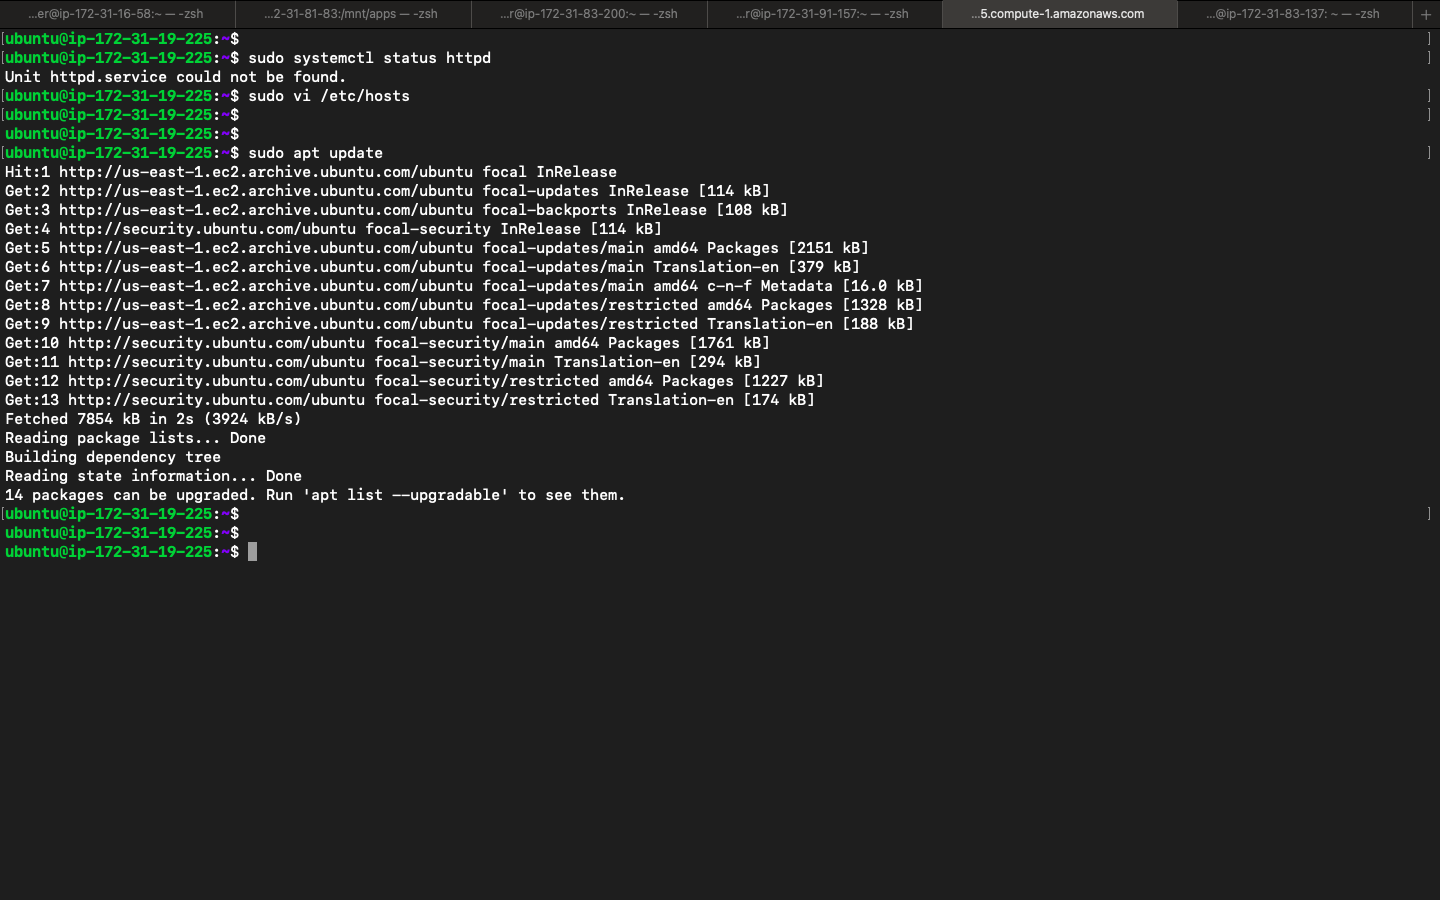 ...er@ip-172-31-16-58:~ — -zsh
...2-31-81-83:/mnt/apps — -zsh
...r@ip-172-31-83-200:~ — -zsh
...r@ip-172-31-91-157:~ — -zsh
...5.compute-1.amazonaws.com
...@ip-172-31-83-137: ~ — -zsh
+
[ubuntu@ip-172-31-19-225:~$ ]
[ubuntu@ip-172-31-19-225:~$ sudo systemctl status httpd ]
Unit httpd.service could not be found.
[ubuntu@ip-172-31-19-225:~$ sudo vi /etc/hosts ]
[ubuntu@ip-172-31-19-225:~$ ]
ubuntu@ip-172-31-19-225:~$
[ubuntu@ip-172-31-19-225:~$ sudo apt update ]
Hit:1 http://us-east-1.ec2.archive.ubuntu.com/ubuntu focal InRelease
Get:2 http://us-east-1.ec2.archive.ubuntu.com/ubuntu focal-updates InRelease [114 kB]
Get:3 http://us-east-1.ec2.archive.ubuntu.com/ubuntu focal-backports InRelease [108 kB]
Get:4 http://security.ubuntu.com/ubuntu focal-security InRelease [114 kB]
Get:5 http://us-east-1.ec2.archive.ubuntu.com/ubuntu focal-updates/main amd64 Packages [2151 kB]
Get:6 http://us-east-1.ec2.archive.ubuntu.com/ubuntu focal-updates/main Translation-en [379 kB]
Get:7 http://us-east-1.ec2.archive.ubuntu.com/ubuntu focal-updates/main amd64 c-n-f Metadata [16.0 kB]
Get:8 http://us-east-1.ec2.archive.ubuntu.com/ubuntu focal-updates/restricted amd64 Packages [1328 kB]
Get:9 http://us-east-1.ec2.archive.ubuntu.com/ubuntu focal-updates/restricted Translation-en [188 kB]
Get:10 http://security.ubuntu.com/ubuntu focal-security/main amd64 Packages [1761 kB]
Get:11 http://security.ubuntu.com/ubuntu focal-security/main Translation-en [294 kB]
Get:12 http://security.ubuntu.com/ubuntu focal-security/restricted amd64 Packages [1227 kB]
Get:13 http://security.ubuntu.com/ubuntu focal-security/restricted Translation-en [174 kB]
Fetched 7854 kB in 2s (3924 kB/s)
Reading package lists... Done
Building dependency tree
Reading state information... Done
14 packages can be upgraded. Run 'apt list --upgradable' to see them.
[ubuntu@ip-172-31-19-225:~$ ]
ubuntu@ip-172-31-19-225:~$
ubuntu@ip-172-31-19-225:~$